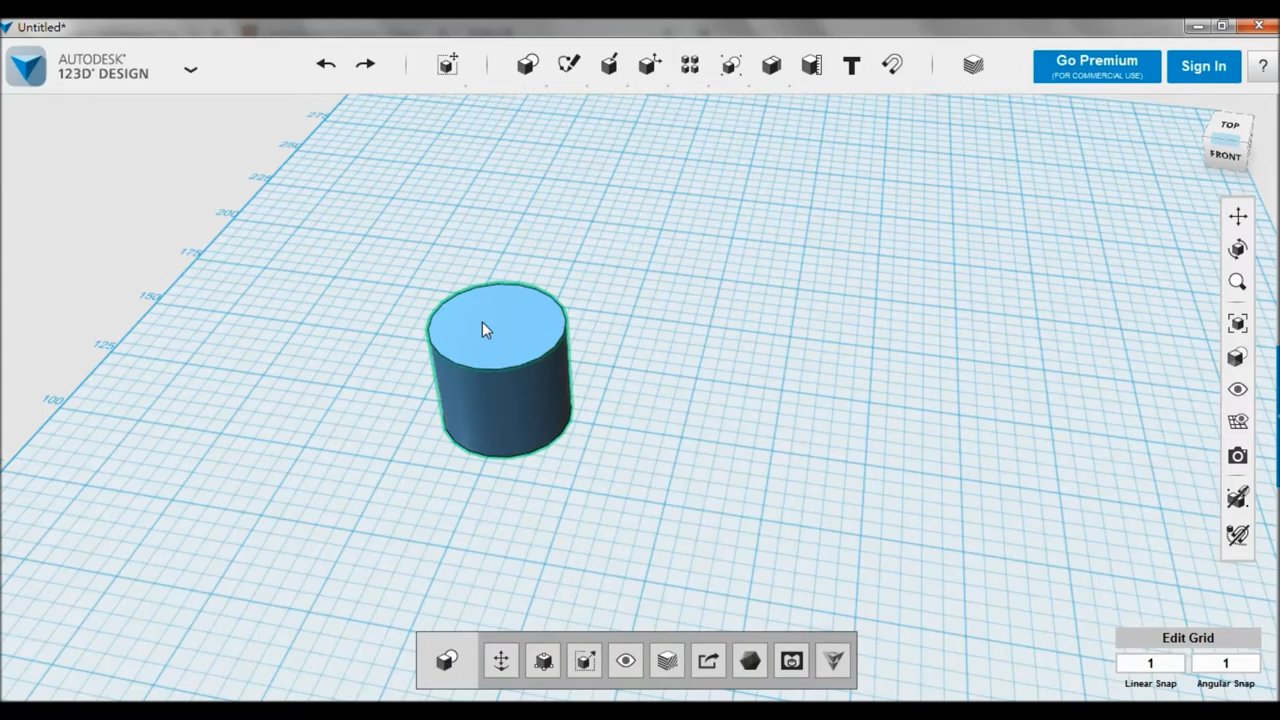 Untitled*
AUTODESK®
123D® DESIGN
Go Premium
(FOR COMMERCIAL USE)
Sign In
?
TOP
FRONT
275
250
225
200
175
150
125
100
Edit Grid
1
1
Linear Snap
Angular Snap